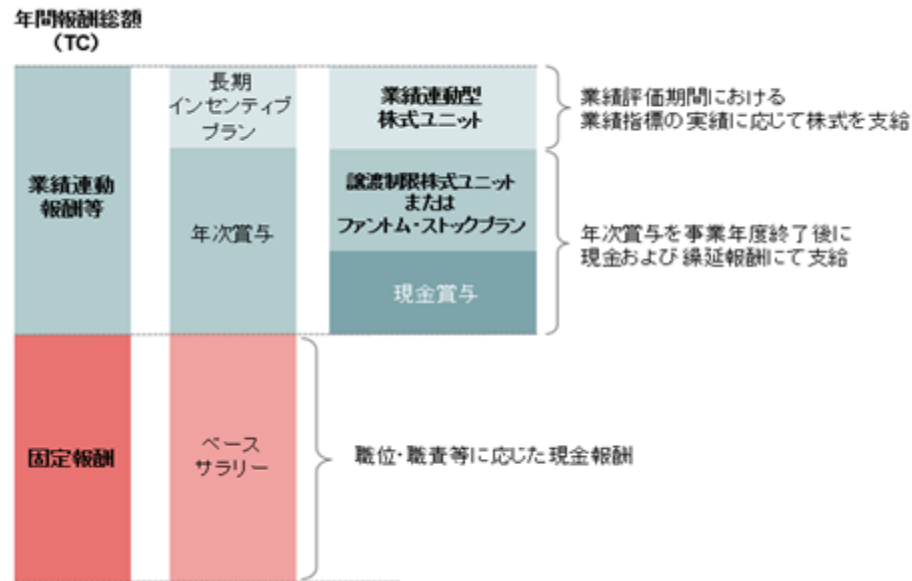 年間報酬総額
(TC)
長期
インセンティブ
プラン
業績連動型
株式ユニット
業績評価期間における
業績指標の実績に応じて株式を支給
業績連動
報酬等
年次賞与
譲渡制限株式ユニット
または
ファントム・ストックプラン
現金賞与
年次賞与を事業年度終了後に
現金および繰延報酬にて支給
固定報酬
ベース
サラリー
職位・職責等に応じた現金報酬